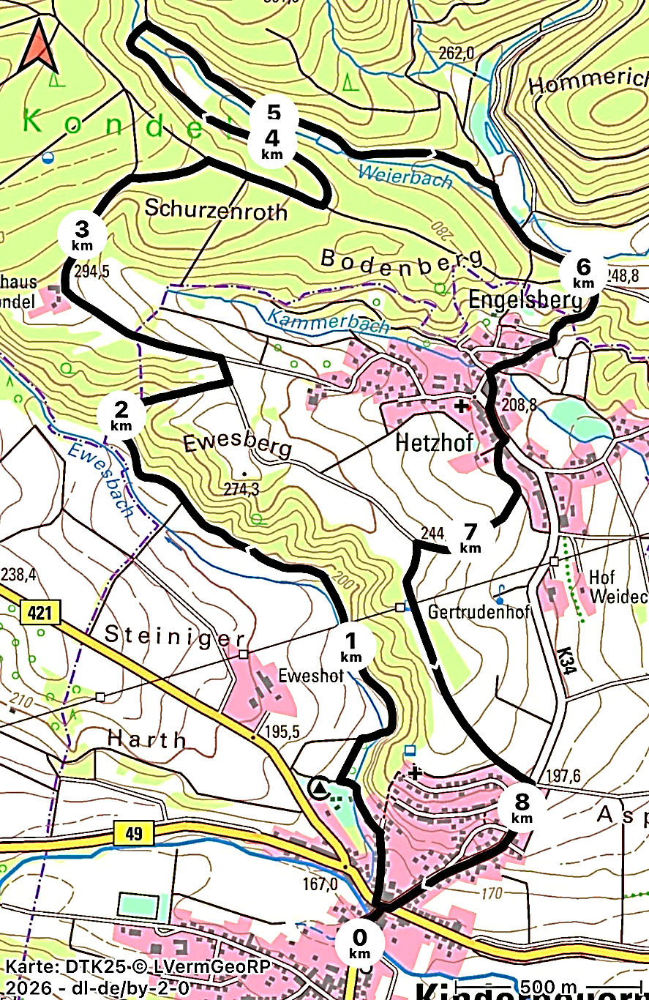 262,0
Hommerich
5
4
km
Konde
Weierbach
Schurzenroth
280
3
km
Bodenberg
294,5
6
km
248,8
haus
ondel
Engelsberg
Kammerbach
2
km
208,8
Ewesberg
Hetzhof
Ewesbach
274,3
244
7
km
238,4
200
Hof
Weidec
421
Gertrudenhof
Steiniger
1
km
K34
Eweshof
210
Harth
195,5
197,6
8
km
Asp
49
167,0
170
0
km
Karte: DTK25 © LVermGeoRP
2026 - dl-de/by-2-0
500 m